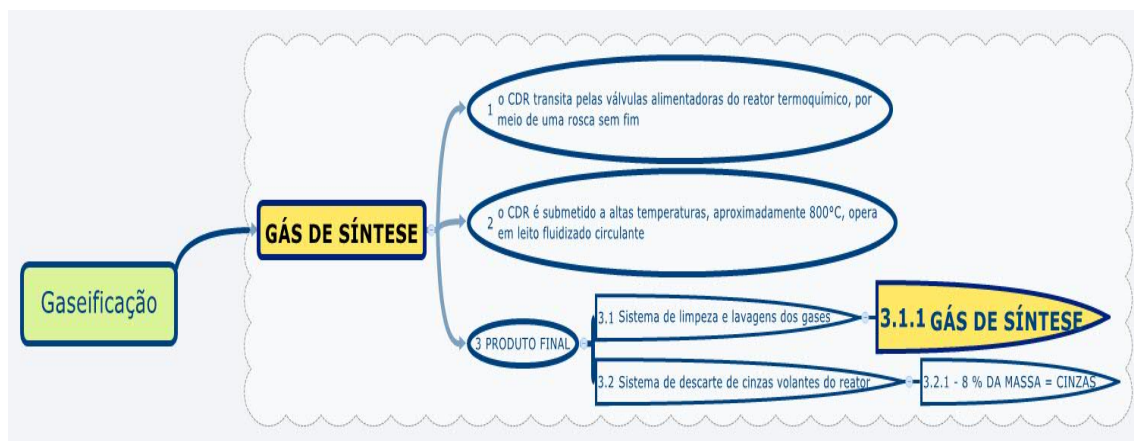 Gaseificação
GÁS DE SÍNTESE
1 o CDR transita pelas válvulas alimentadoras do reator termoquímico, por
meio de uma rosca sem fim
2 o CDR é submetido a altas temperaturas, aproximadamente 800°C, opera
em leito fluidizado circulante
3 PRODUTO FINAL
3.1 Sistema de limpeza e lavagens dos gases
3.1.1 GÁS DE SÍNTESE
3.2 Sistema de descarte de cinzas volantes do reator
3.2.1 - 8 % DA MASSA = CINZAS